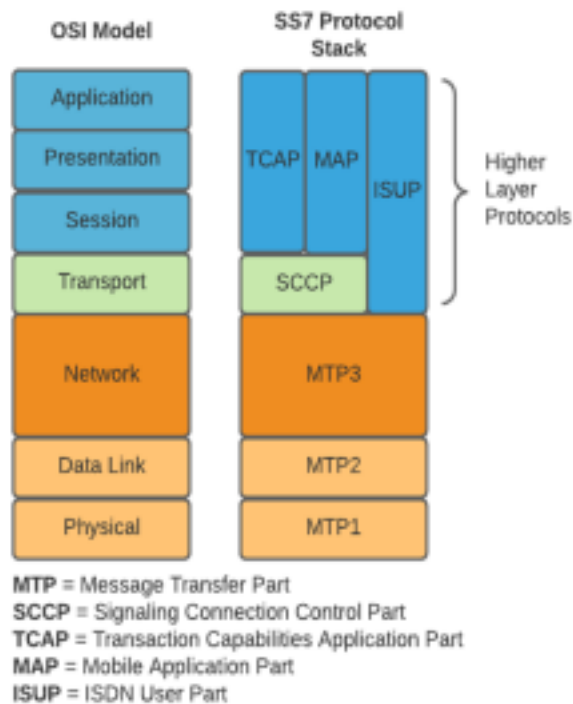 OSI Model
SS7 Protocol
Stack
Application
Presentation
Session
Transport
Network
Data Link
Physical
TCAP
MAP
ISUP
SCCP
MTP3
MTP2
MTP1
Higher
Layer
Protocols
MTP = Message Transfer Part
SCCP = Signaling Connection Control Part
TCAP = Transaction Capabilities Application Part
MAP = Mobile Application Part
ISUP = ISDN User Part